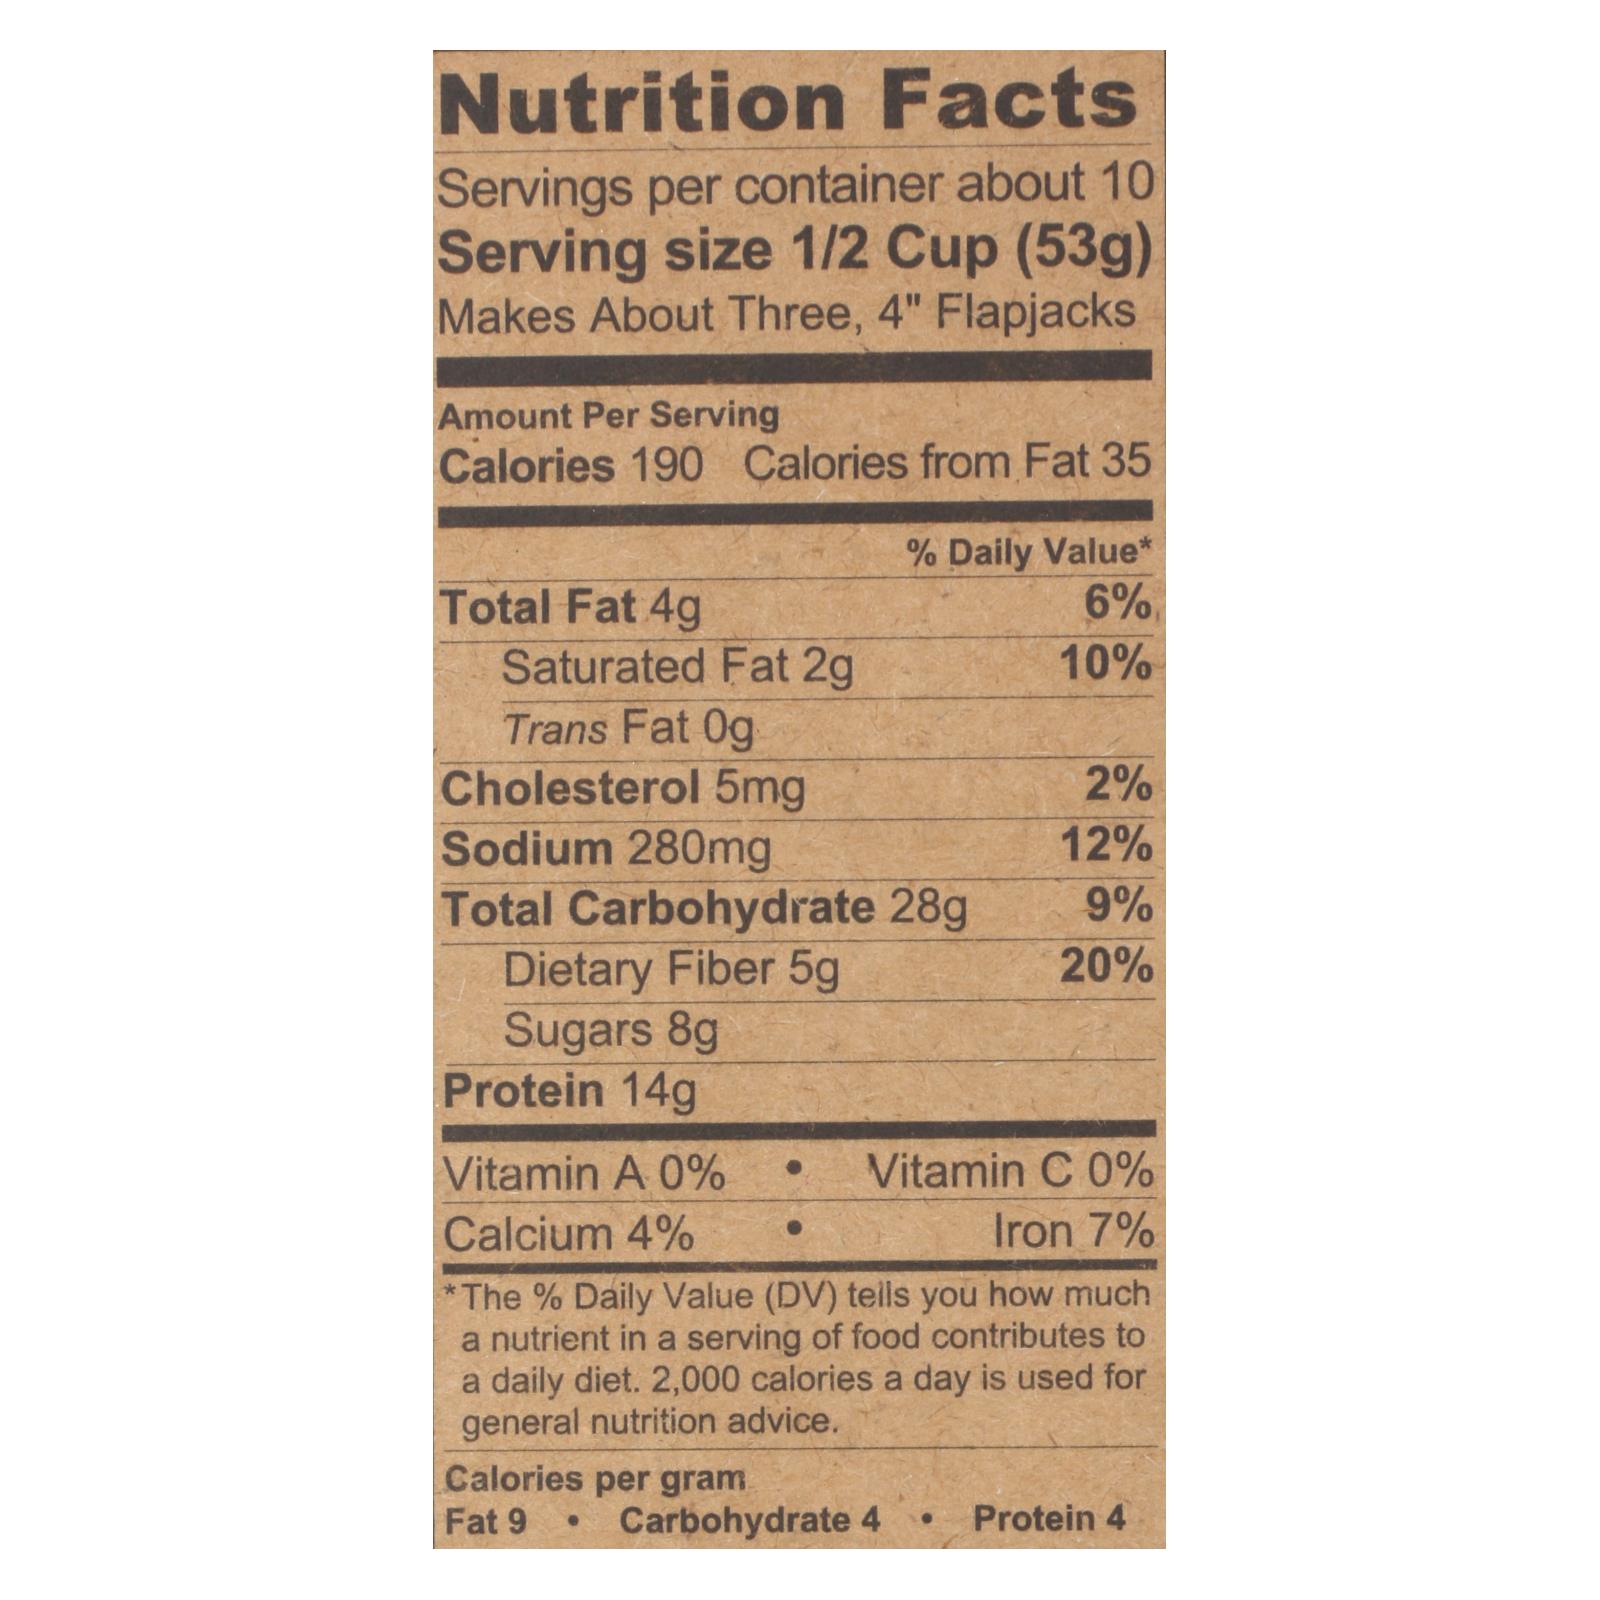 Nutrition Facts
Servings per container about 10
Serving size 1/2 Cup (53g)
Makes About Three, 4" Flapjacks
Amount Per Serving
Calories 190 Calories from Fat 35
% Daily Value*
Total Fat 4g 6%
Saturated Fat 2g 10%
Trans Fat 0g
Cholesterol 5mg 2%
Sodium 280mg 12%
Total Carbohydrate 28g 9%
Dietary Fiber 5g 20%
Sugars 8g
Protein 14g
Vitamin A 0% • Vitamin C 0%
Calcium 4% • Iron 7%
*The % Daily Value (DV) tells you how much
a nutrient in a serving of food contributes to
a daily diet. 2,000 calories a day is used for
general nutrition advice.
Calories per gram
Fat 9 • Carbohydrate 4 • Protein 4